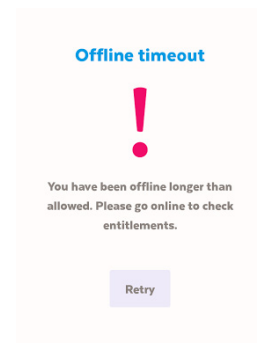 Offline timeout
!
You have been offline longer than
allowed. Please go online to check
entitlements.
Retry